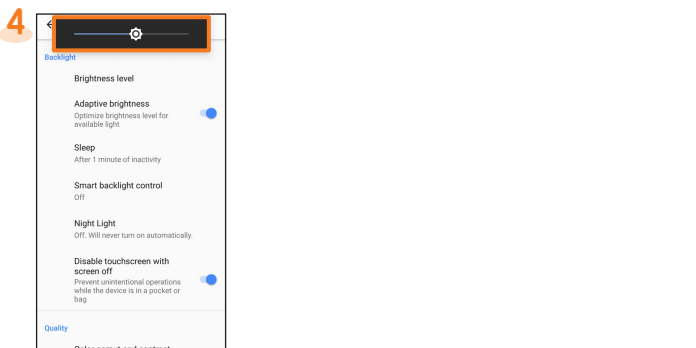 4
Backlight
Brightness level
Adaptive brightness
Optimize brightness level for
available light
Sleep
After 1 minute of inactivity
Smart backlight control
Off
Night Light
Off. Will never turn on automatically.
Disable touchscreen with
screen off
Prevent unintentional operations
while the device is in a pocket or
bag
Quality